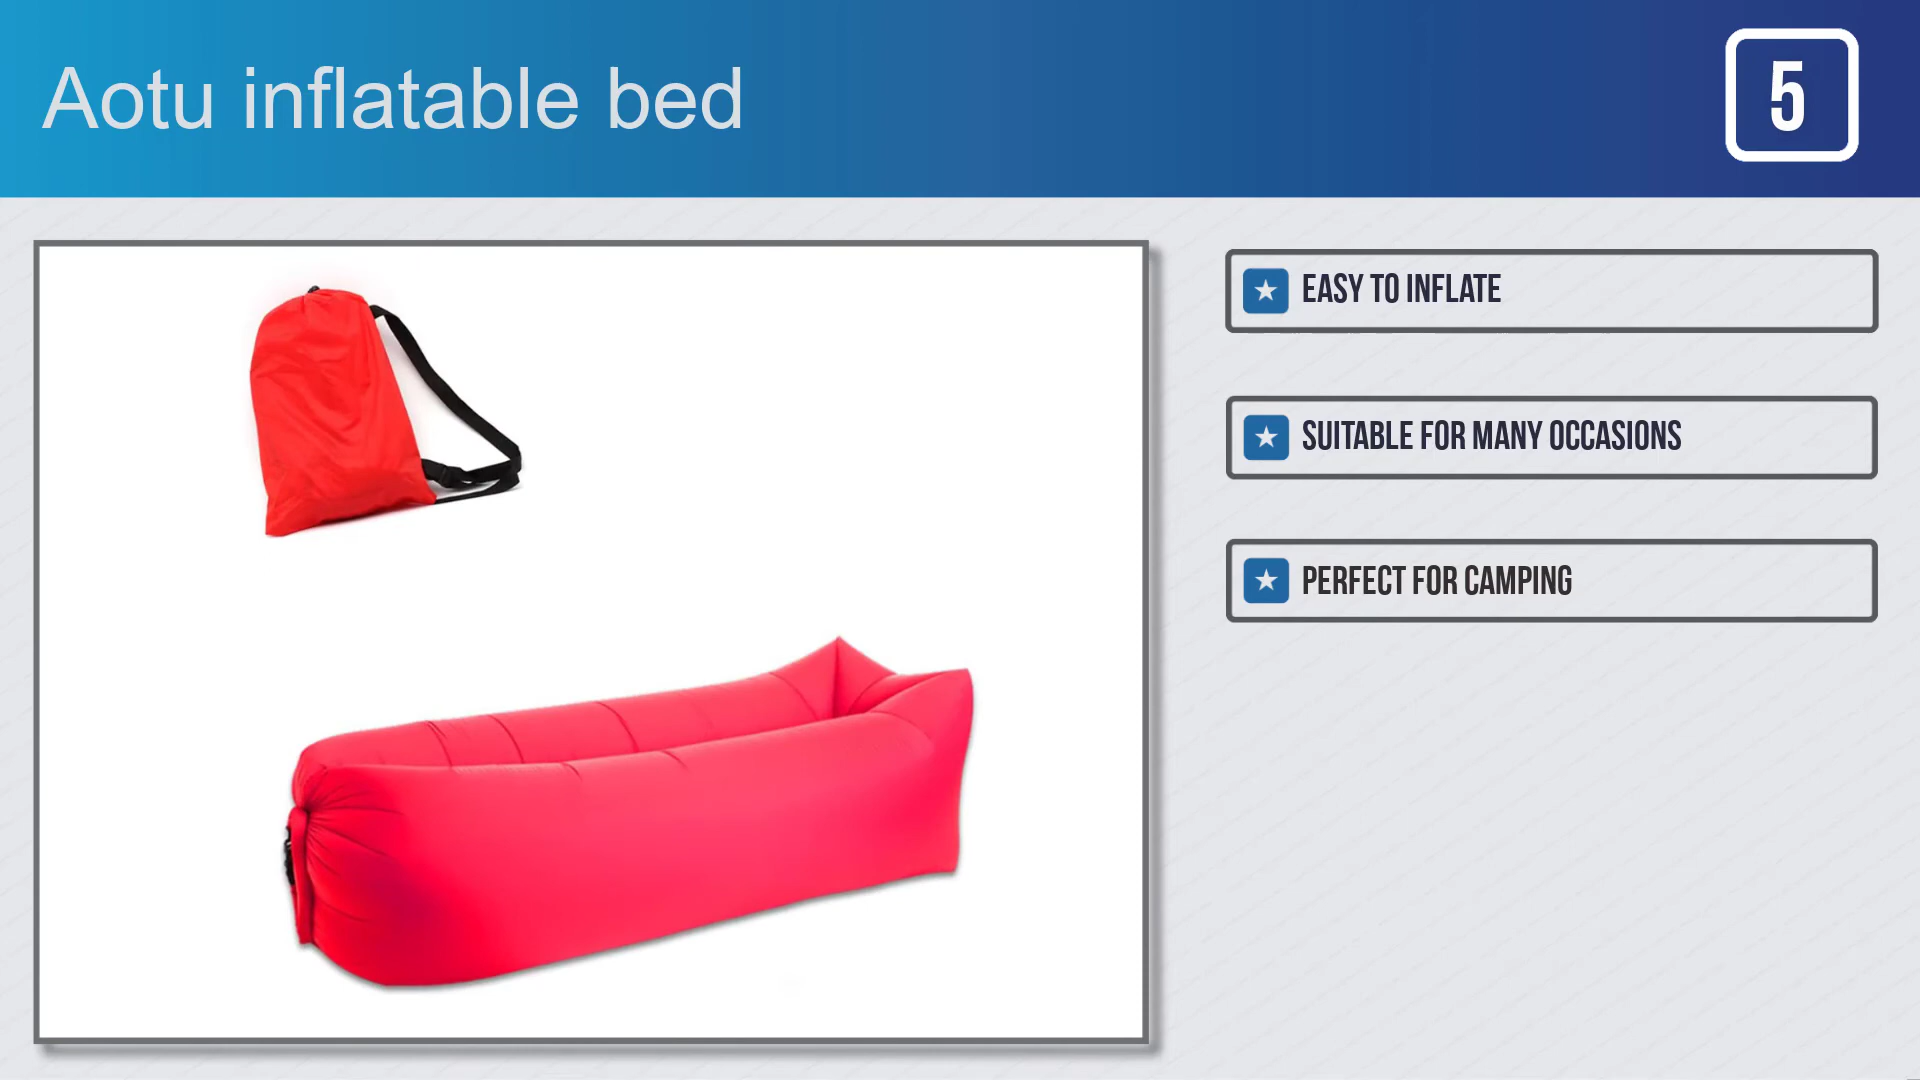 Aotu inflatable bed
5
EASY TO INFLATE
SUITABLE FOR MANY OCCASIONS
PERFECT FOR CAMPING